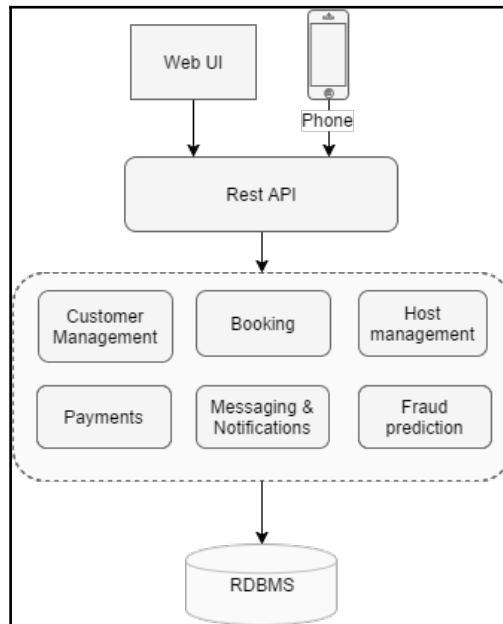 Web UI
Phone
Rest API
Customer
Management
Booking
Host
management
Payments
Messaging &
Notifications
Fraud
prediction
RDBMS